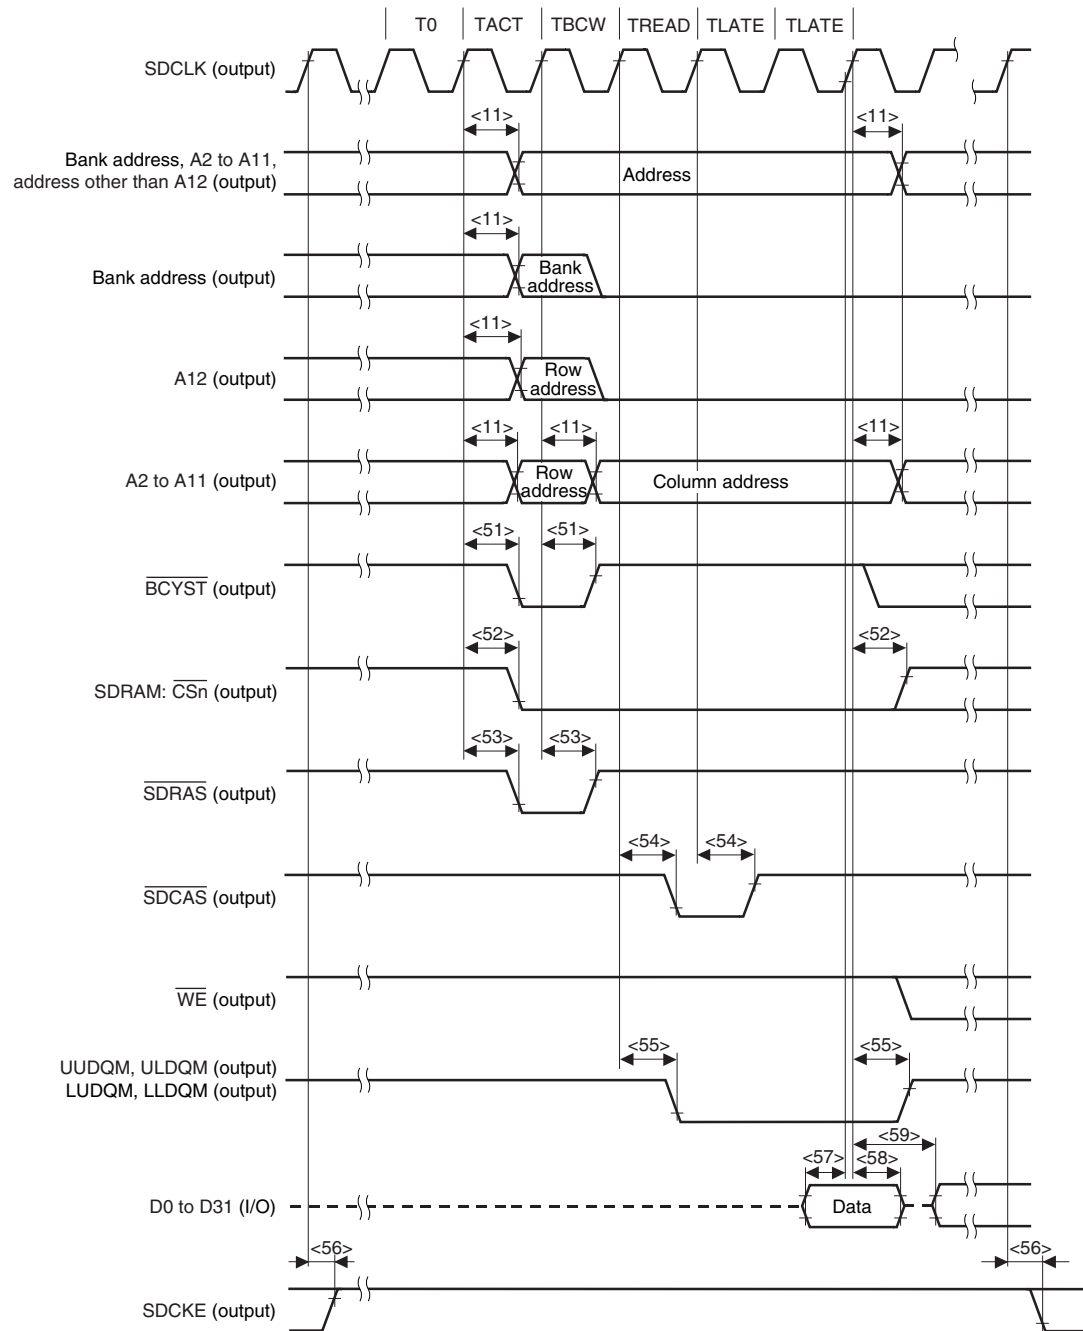 T0 TACT TBCW TREAD TLATE TLATE
SDCLK (output)
<11> <11>
Bank address, A2 to A11,
address other than A12 (output)
Address
<11>
Bank address (output)
Bank
address
<11>
A12 (output)
Row
address
<11> <11> <11>
A2 to A11 (output)
Row
address
Column address
<51> <51>
BCYST (output)
<52> <52>
SDRAM: CSn (output)
<53> <53>
SDRAS (output)
<54> <54>
SDCAS (output)
WE (output)
<55> <55>
UUDQM, ULDQM (output)
LUDQM, LLDQM (output)
<59>
<57> <58>
D0 to D31 (I/O)
Data
<56> <56>
SDCKE (output)